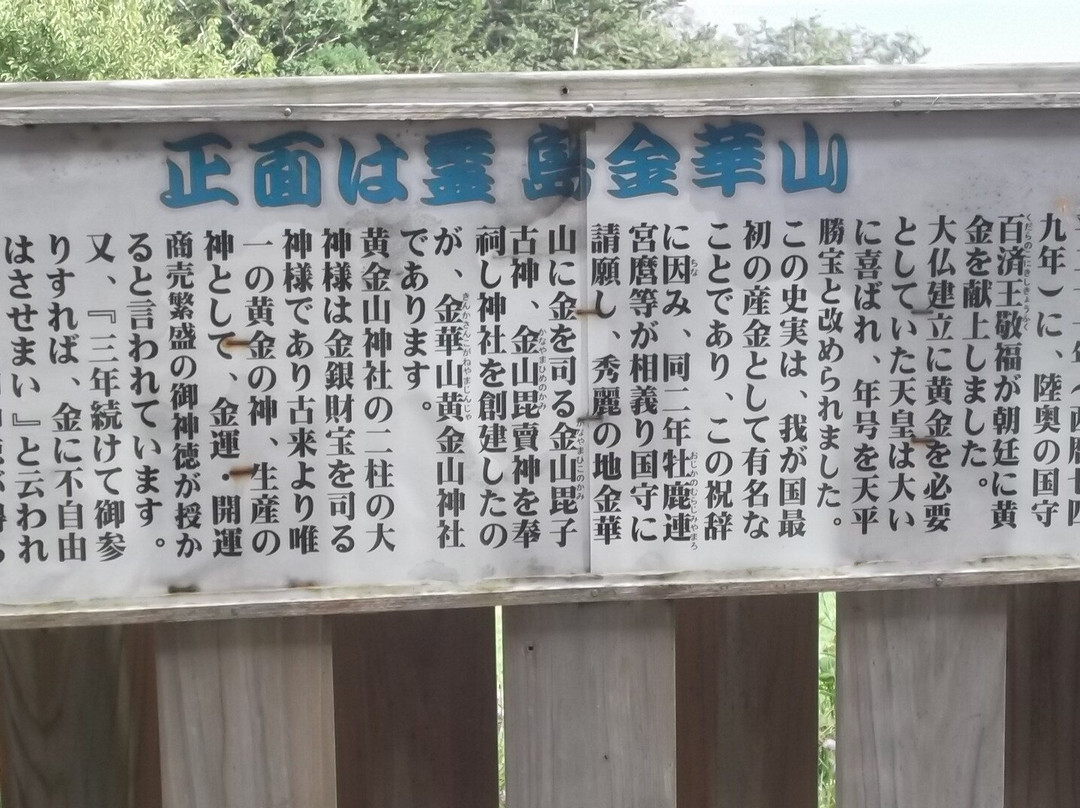 正面は霊島金華山
九年）に、陸奥の国守
百済王敬福が朝廷に黄
金を献上しました。
大仏建立に黄金を必要
としていた天皇は大い
に喜ばれ、年号を天平
勝宝と改められました。
この史実は、我が国最
初の産金として有名な
ことであり、この祝辞
に因み、同二年牡鹿連
宮麿等が相義り国守に
請願し、秀麗の地金華
山に金を司る金山毘子
古神、金山毘賣神を奉
祠し神社を創建したの
が、金華山黄金山神社
であります。
黄金山神社の二柱の大
神様は金銀財宝を司る
神様であり古来より唯
一の黄金の神、生産の
神として、金運・開運
商売繁盛の御神徳が授か
ると言われています。
又、『三年続けて御参
りすれば、金に不自由
はさせまい』と云われ